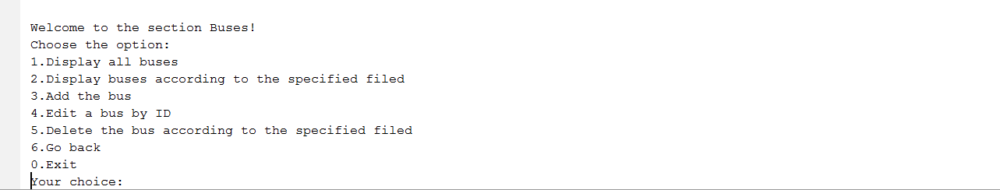 Welcome to the section Buses!
Choose the option:
1.Display all buses
2.Display buses according to the specified filed
3.Add the bus
4.Edit a bus by ID
5.Delete the bus according to the specified filed
6.Go back
0.Exit
Your choice: